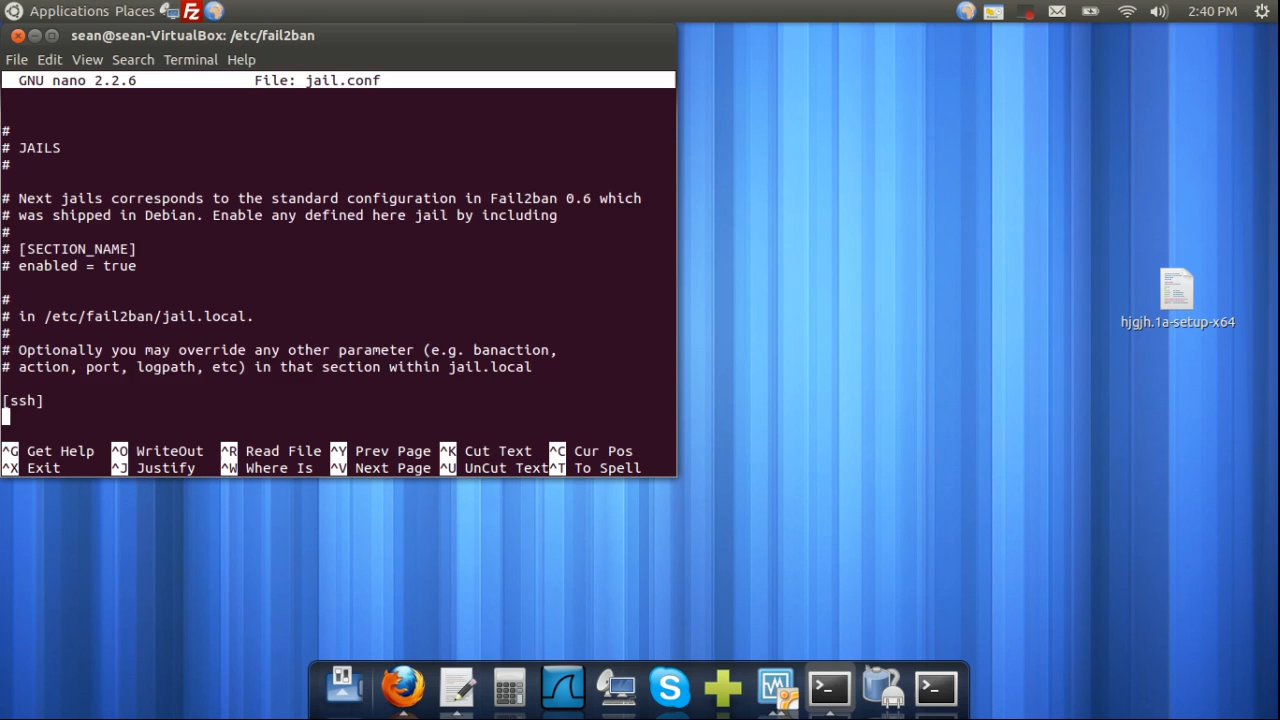 Applications Places
2:40 PM
sean@sean-VirtualBox: /etc/fail2ban
File Edit View Search Terminal Help
GNU nano 2.2.6 File: jail.conf
#
# JAILS
#
# Next jails corresponds to the standard configuration in Fail2ban 0.6 which
# was shipped in Debian. Enable any defined here jail by including
#
# [SECTION_NAME]
# enabled = true
#
# in /etc/fail2ban/jail.local.
#
# Optionally you may override any other parameter (e.g. banaction,
# action, port, logpath, etc) in that section within jail.local
[ssh]
^G Get Help ^O WriteOut ^R Read File ^Y Prev Page ^K Cut Text ^C Cur Pos
^X Exit ^J Justify ^W Where Is ^V Next Page ^U UnCut Text ^T To Spell
hjgjh.1a-setup-x64